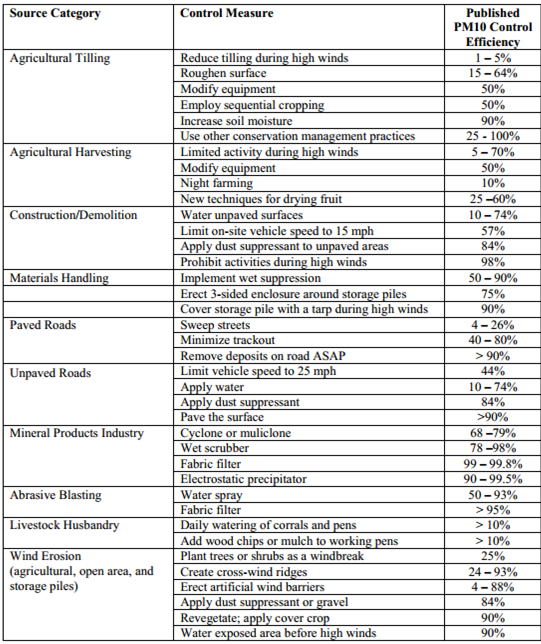 Source Category Control Measure Published
PM10 Control
Efficiency
Agricultural Tilling Reduce tilling during high winds 1 – 5%
Roughen surface 15 – 64%
Modify equipment 50%
Employ sequential cropping 50%
Increase soil moisture 90%
Use other conservation management practices 25 - 100%
Agricultural Harvesting Limited activity during high winds 5 – 70%
Modify equipment 50%
Night farming 10%
New techniques for drying fruit 25 –60%
Construction/Demolition Water unpaved surfaces 10 – 74%
Limit on-site vehicle speed to 15 mph 57%
Apply dust suppressant to unpaved areas 84%
Prohibit activities during high winds 98%
Materials Handling Implement wet suppression 50 – 90%
Erect 3-sided enclosure around storage piles 75%
Cover storage pile with a tarp during high winds 90%
Paved Roads Sweep streets 4 – 26%
Minimize trackout 40 – 80%
Remove deposits on road ASAP > 90%
Unpaved Roads Limit vehicle speed to 25 mph 44%
Apply water 10 – 74%
Apply dust suppressant 84%
Pave the surface >90%
Mineral Products Industry Cyclone or muliclone 68 –79%
Wet scrubber 78 –98%
Fabric filter 99 – 99.8%
Electrostatic precipitator 90 – 99.5%
Abrasive Blasting Water spray 50 – 93%
Fabric filter > 95%
Livestock Husbandry Daily watering of corrals and pens > 10%
Add wood chips or mulch to working pens > 10%
Wind Erosion Plant trees or shrubs as a windbreak 25%
(agricultural, open area, and Create cross-wind ridges 24 – 93%
storage piles) Erect artificial wind barriers 4 – 88%
Apply dust suppressant or gravel 84%
Revegetate; apply cover crop 90%
Water exposed area before high winds 90%